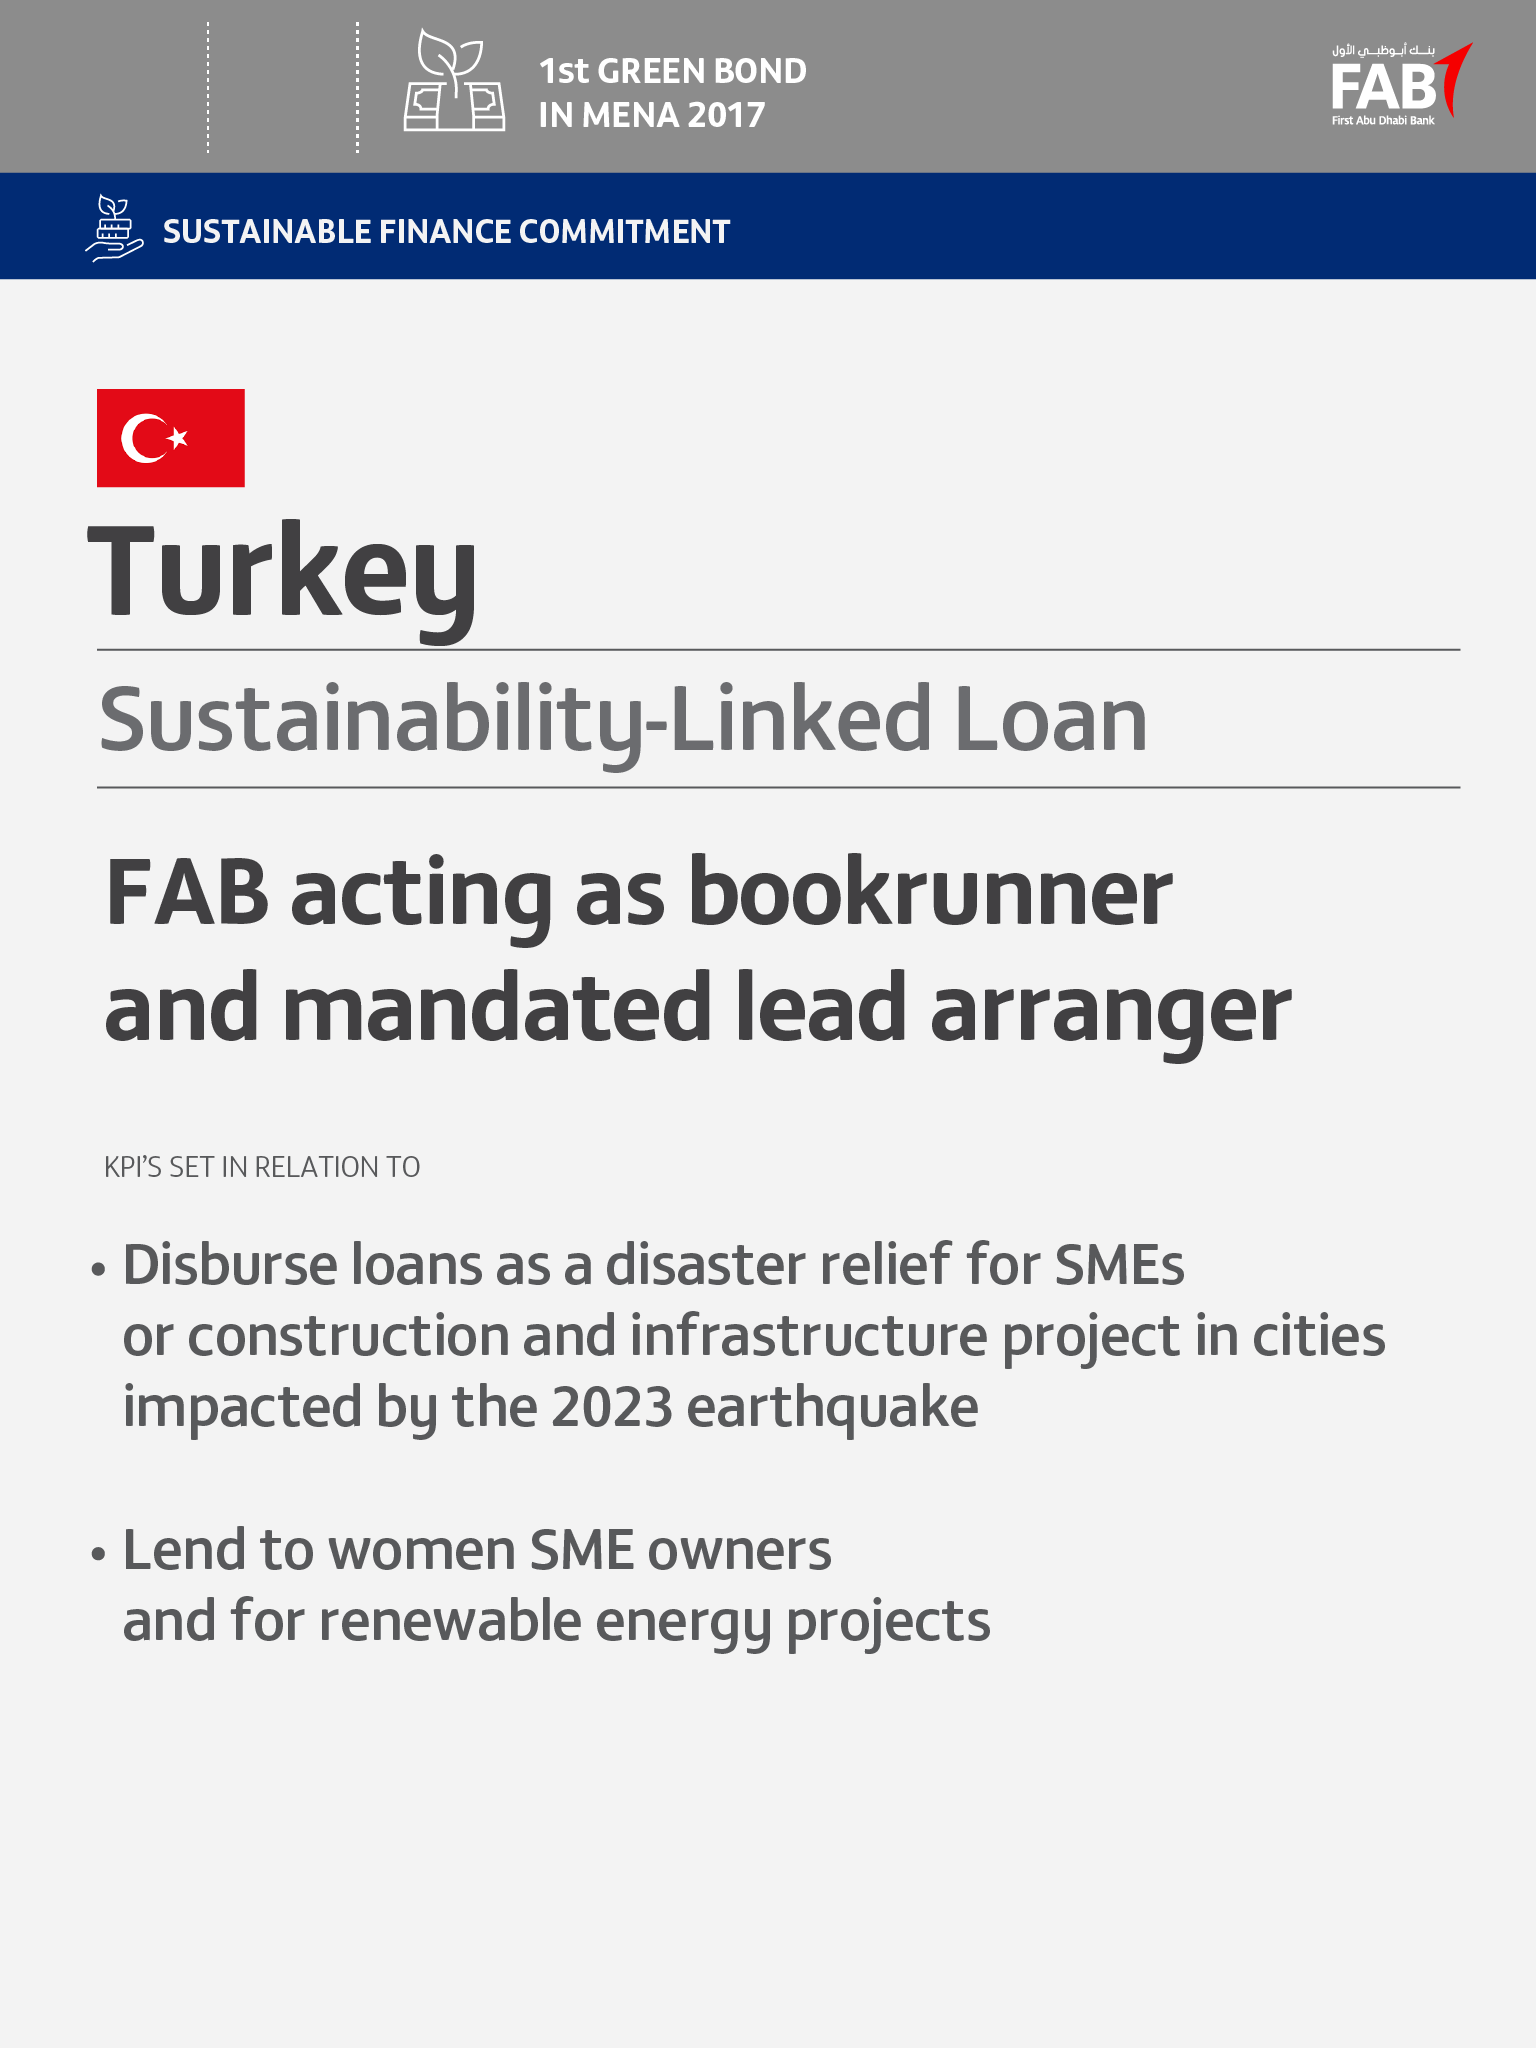 1st GREEN BOND
IN MENA 2017
بنك أبوظبي الأول
FAB
First Abu Dhabi Bank
SUSTAINABLE FINANCE COMMITMENT
Turkey
Sustainability-Linked Loan
FAB acting as bookrunner
and mandated lead arranger
KPI’S SET IN RELATION TO
• Disburse loans as a disaster relief for SMEs
or construction and infrastructure project in cities
impacted by the 2023 earthquake
• Lend to women SME owners
and for renewable energy projects